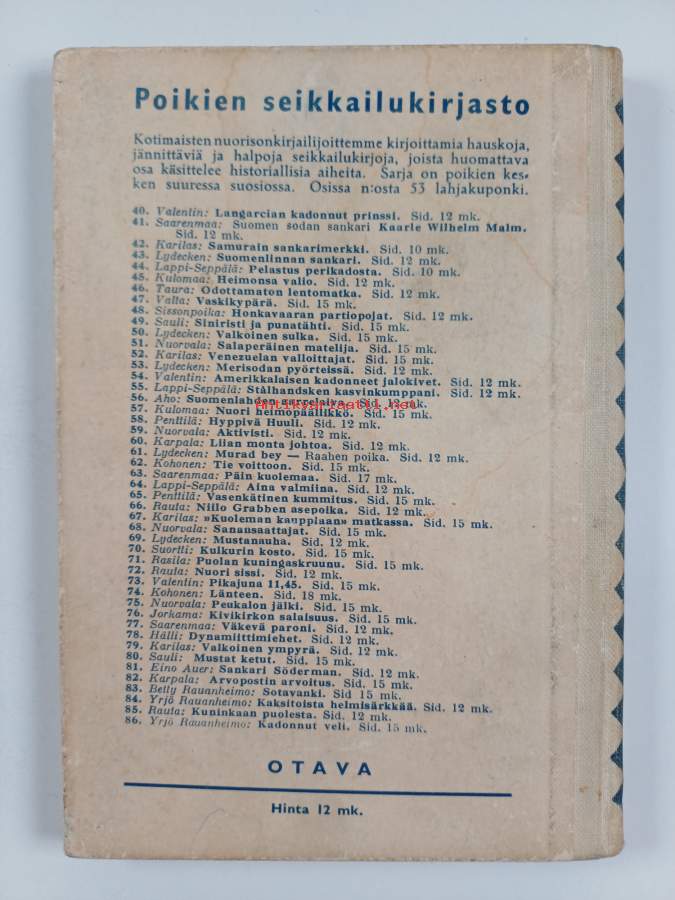 Poikien seikkailukirjasto
Kotimaisten nuorisonkirjailijoittemme kirjoittamia hauskoja,
jännittäviä ja halpoja seikkailukirjoja, joista huomattava
osa käsittelee historiallisia aiheita. Sarja on poikien kes-
ken suuressa suosiossa. Osissa n:osta 53 lahjakuponki.
40. Valentin: Langarcian kadonnut prinssi. Sid. 12 mk.
41. Saarenmaa: Suomen sodan sankari Kaarle Wilhelm Malm.
Sid. 12 mk.
42. Karilas: Samurain sankarimerkki. Sid. 10 mk.
43. Lydecken: Suomenlinnan sankari. Sid. 12 mk.
44. Lappi-Seppälä: Pelastus perikadosta. Sid. 10 mk.
45. Kulomaa: Heimonsa valio. Sid. 12 mk.
46. Taura: Odottamaton lentomatka. Sid. 12 mk.
47. Valta: Vaskikypärä. Sid. 15 mk.
48. Sissonpoika: Honkavaaran partiopojat. Sid. 12 mk.
49. Sauli: Siniristi ja punatähti. Sid. 15 mk.
50. Lydecken: Valkoinen sulka. Sid. 15 mk.
51. Nuorvala: Salaperäinen matelija. Sid. 15 mk.
52. Karilas: Venezuelan valloittajat. Sid. 15 mk.
53. Lydecken: Merisodan pyörteissä. Sid. 12 mk.
54. Valentin: Amerikkalaisen kadonneet jalokivet. Sid. 12 mk.
55. Lappi-Seppälä: Stålhandsken kasvinkumppani. Sid. 12 mk.
56. Aho: Suomenlahden Sid. 12 mk.
antikvariaatti.net
57. Kulomaa: Nuori heimopäällikkö. Sid. 15 mk.
58. Penttilä: Hyppivä Huuli. Sid. 12 mk.
59. Nuorvala: Aktivisti. Sid. 12 mk.
60. Karpala: Liian monta johtoa. Sid. 12 mk.
61. Lydecken: Murad bey — Raahen poika. Sid. 12 mk.
62. Kohonen: Tie voittoon. Sid. 15 mk.
63. Saarenmaa: Päin kuolemaa. Sid. 17 mk.
64. Lappi-Seppälä: Aina valmiina. Sid. 12 mk.
65. Penttilä: Vasenkätinen kummitus. Sid. 15 mk.
66. Rauta: Niilo Grabben asepoika. Sid. 12 mk.
67. Karilas: »Kuoleman kauppiaan» matkassa. Sid. 15 mk.
68. Nuorvala: Sanansaattajat. Sid. 15 mk.
69. Lydecken: Mustanauha. Sid. 12 mk.
70. Suortti: Kulkurin kosto. Sid. 15 mk.
71. Rasila: Puolan kuningaskruunu. Sid. 15 mk.
72. Rauta: Nuori sissi. Sid. 12 mk.
73. Valentin: Pikajuna 11,45. Sid. 15 mk.
74. Kohonen: Länteen. Sid. 18 mk.
75. Nuorvala: Peukalon jälki. Sid. 15 mk.
76. Jorkama: Kivikirkon salaisuus. Sid. 15 mk.
77. Saarenmaa: Väkevä paroni. Sid. 12 mk.
78. Hälli: Dynamiittimiehet. Sid. 12 mk.
79. Karilas: Valkoinen ympyrä. Sid. 12 mk.
80. Sauli: Mustat ketut. Sid. 15 mk.
81. Eino Auer: Sankari Söderman. Sid. 12 mk.
82. Karpala: Arvopostin arvoitus. Sid. 15 mk.
83. Betty Rauanheimo: Sotavanki. Sid 15 mk.
84. Yrjö Rauanheimo: Kaksitoista helmisärkkää. Sid. 12 mk.
85. Rauta: Kuninkaan puolesta. Sid. 12 mk.
86. Yrjö Rauanheimo: Kadonnut veli. Sid. 15 mk.
OTAVA
Hinta 12 mk.